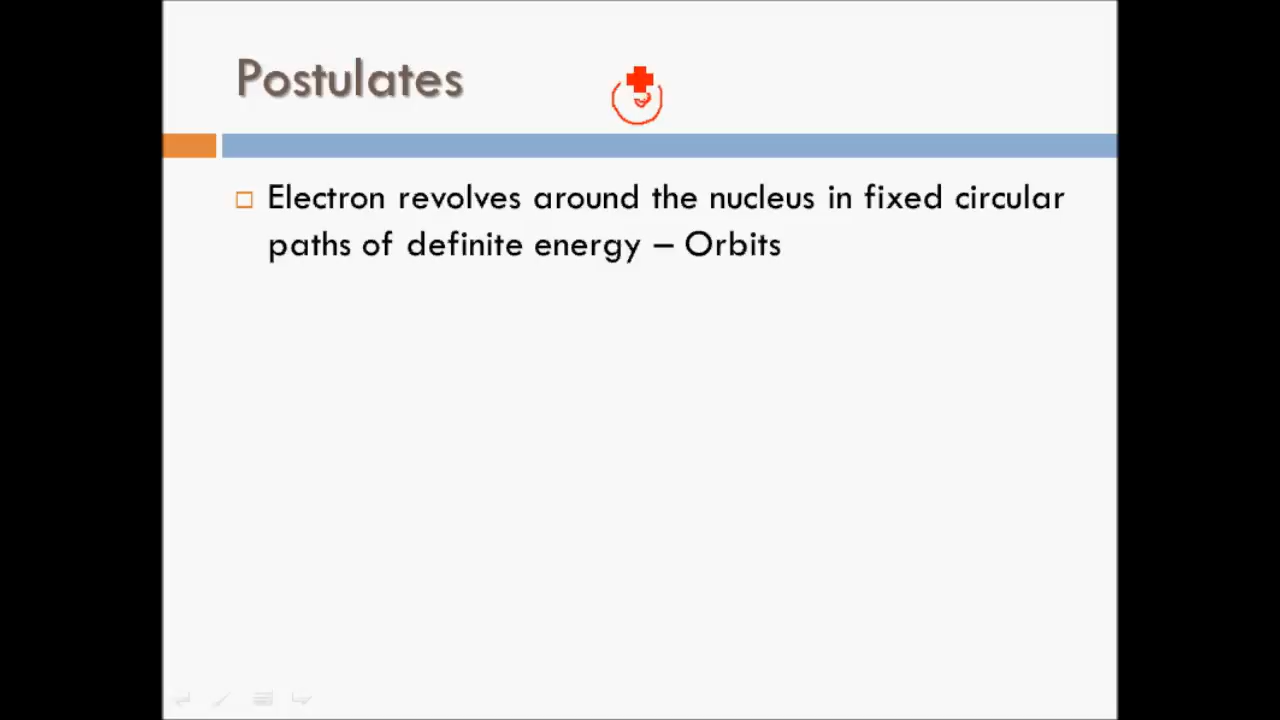 Postulates
Electron revolves around the nucleus in fixed circular
paths of definite energy – Orbits